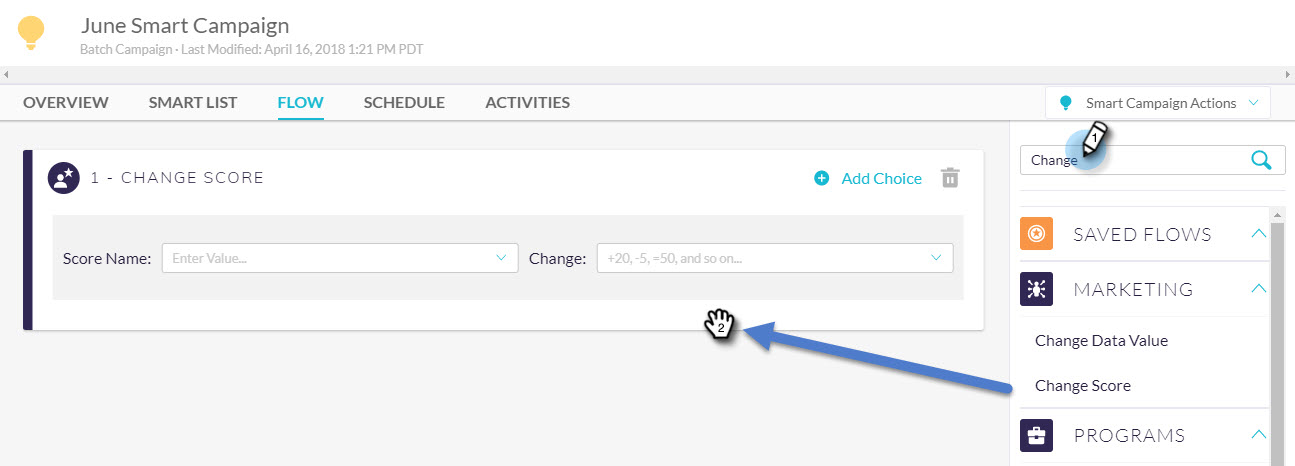 June Smart Campaign
Batch Campaign · Last Modified: April 16, 2018 1:21 PM PDT
OVERVIEW SMART LIST FLOW SCHEDULE ACTIVITIES Smart Campaign Actions
1
Change
1 - CHANGE SCORE Add Choice
SAVED FLOWS
Score Name: Enter Value... Change: +20, -5, =50, and so on...
MARKETING
2
Change Data Value
Change Score
PROGRAMS